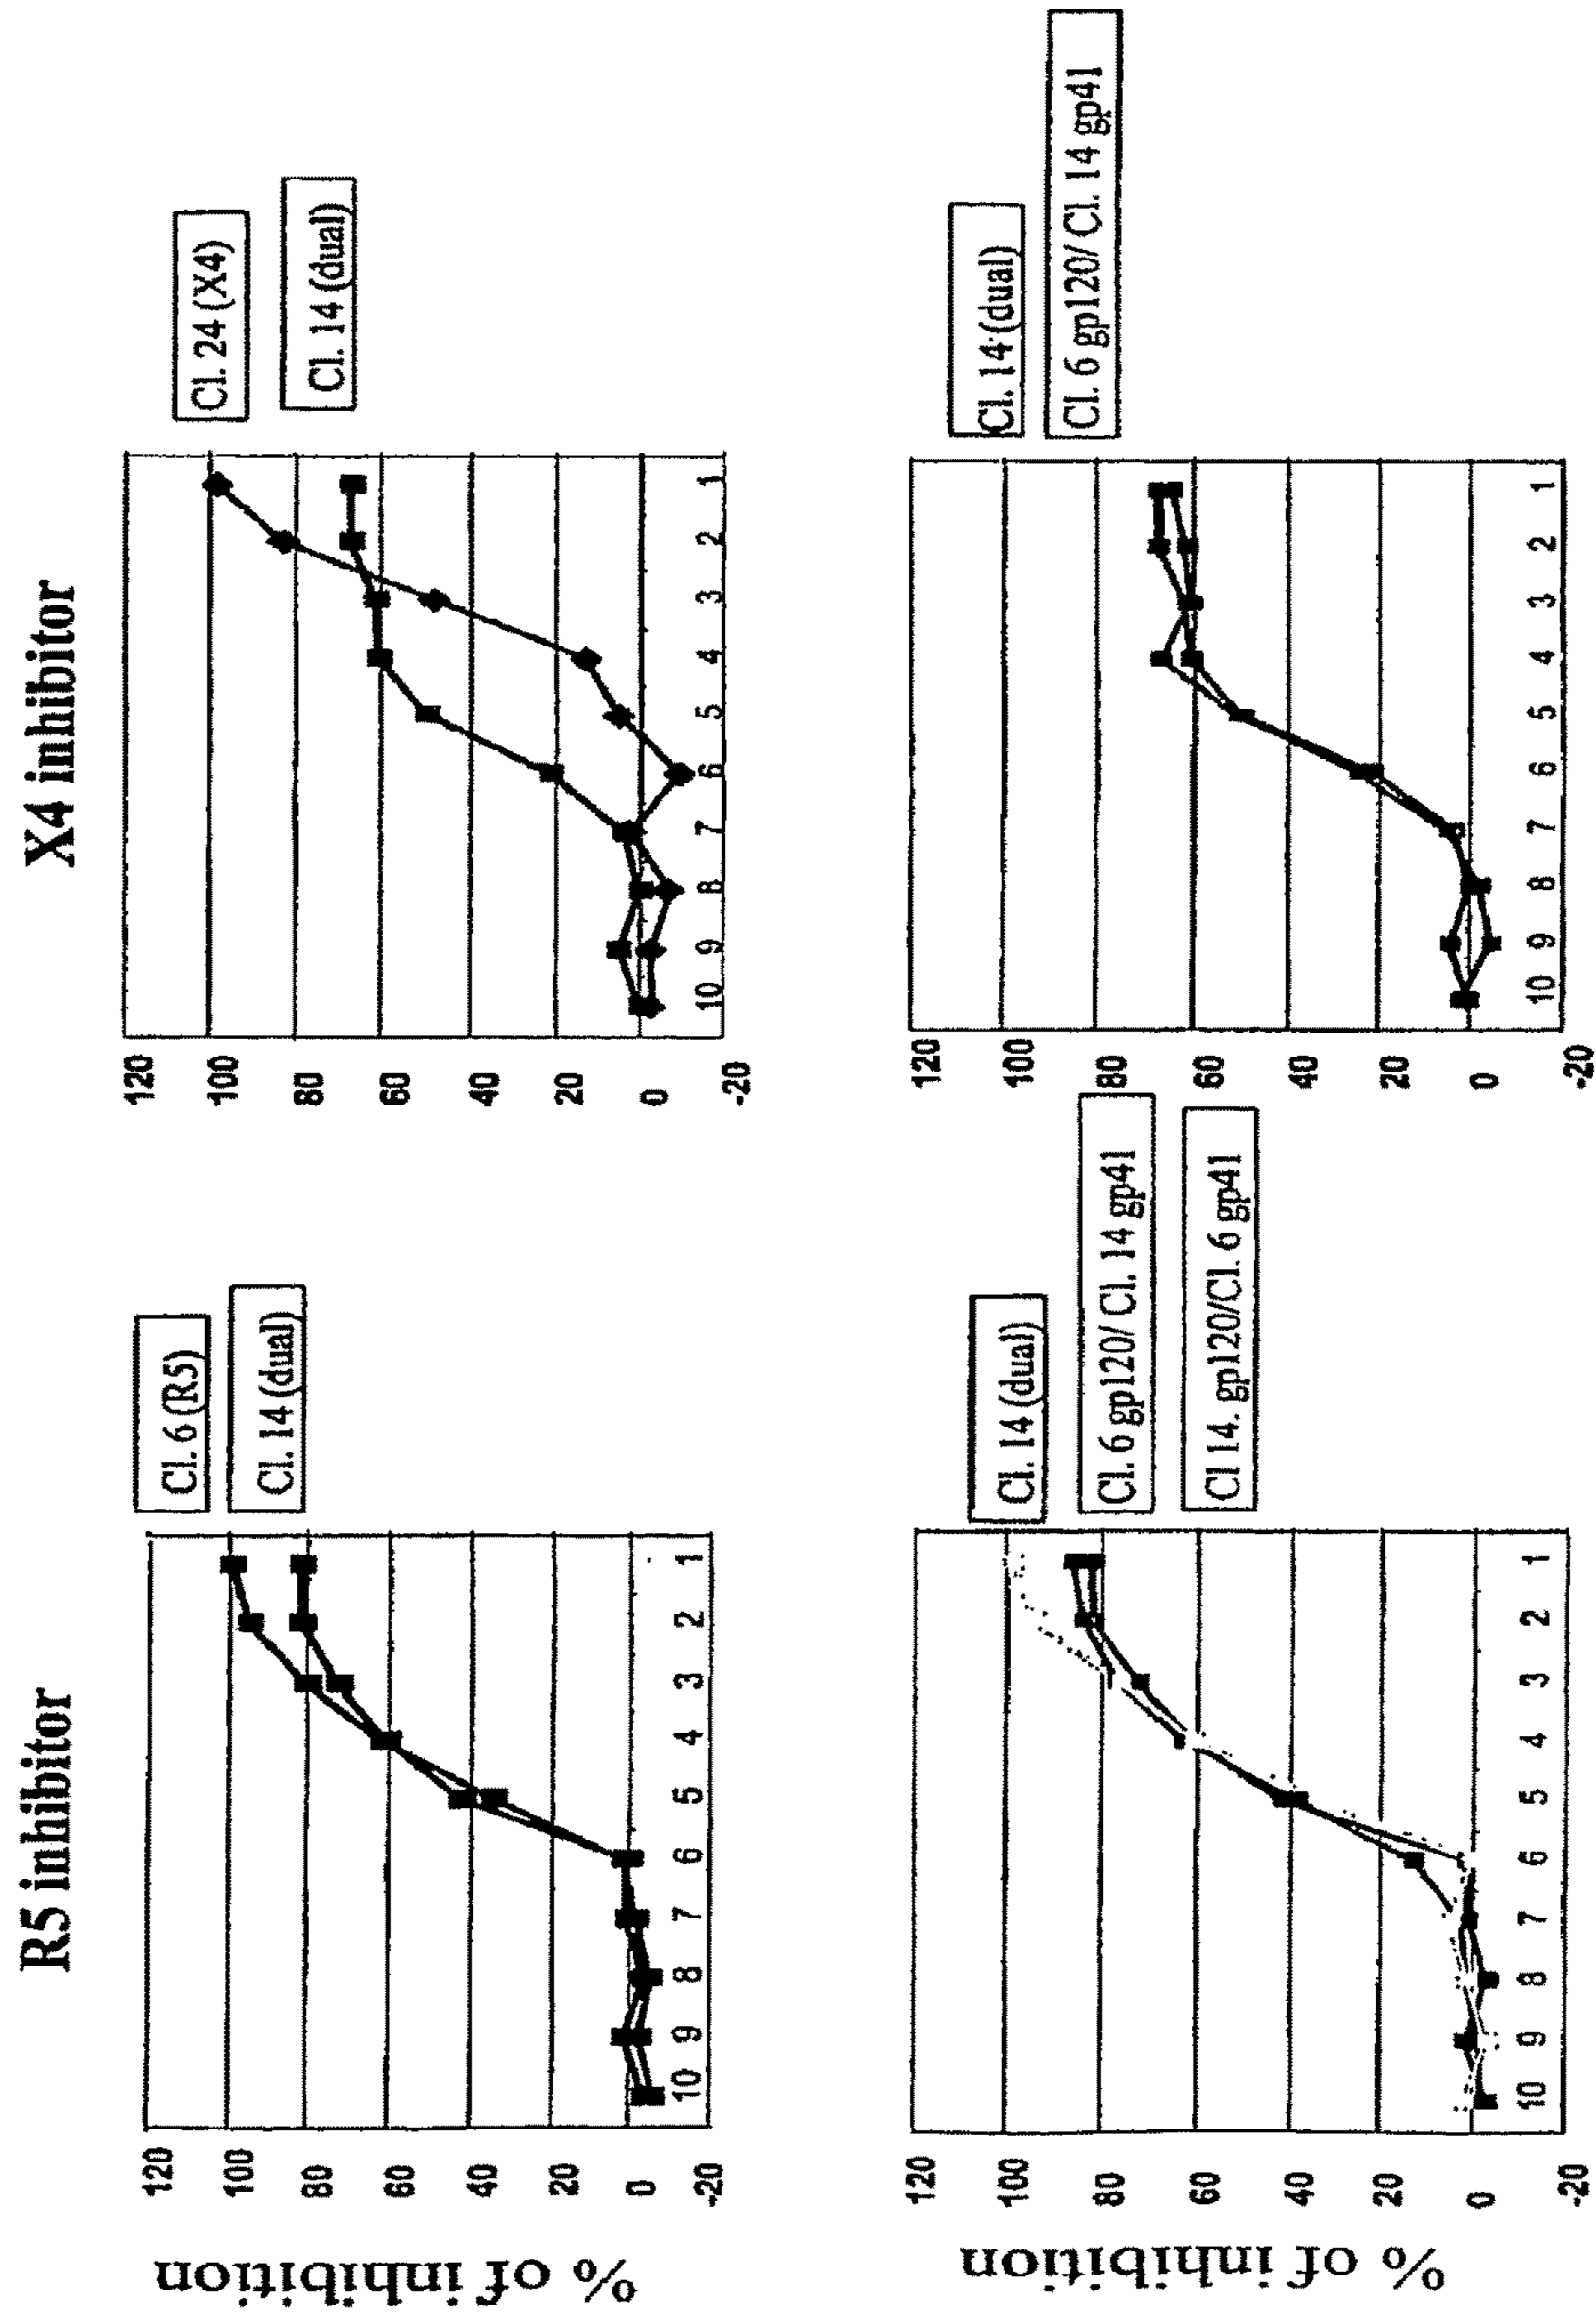 R5 inhibitor
X4 inhibitor
% of inhibition
120
100
80
60
40
20
0
-20
10 9 8 7 6 5 4 3 2 1
Cl. 6 (R5)
Cl. 14 (dual)
120
100
80
60
40
20
0
-20
10 9 8 7 6 5 4 3 2 1
Cl. 24 (X4)
Cl. 14 (dual)
% of inhibition
120
100
80
60
40
20
0
-20
10 9 8 7 6 5 4 3 2 1
Cl. 14 (dual)
Cl. 6 gp120/ Cl. 14 gp41
Cl 14. gp120/Cl. 6 gp41
120
100
80
60
40
20
0
-20
10 9 8 7 6 5 4 3 2 1
Cl. 14 (dual)
Cl. 6 gp120/ Cl. 14 gp41